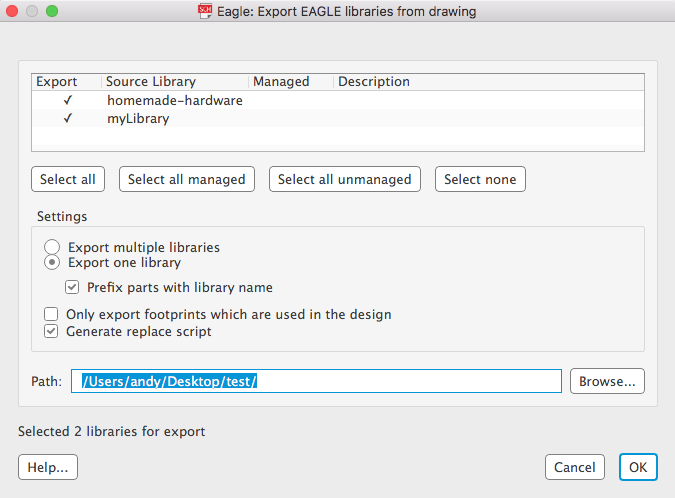 SCH Eagle: Export EAGLE libraries from drawing
Export Source Library Managed Description
✓ homemade-hardware
✓ myLibrary
Select all Select all managed Select all unmanaged Select none
Settings
Export multiple libraries
Export one library
Prefix parts with library name
Only export footprints which are used in the design
Generate replace script
Path: /Users/andy/Desktop/test/ Browse...
Selected 2 libraries for export
Help... Cancel OK